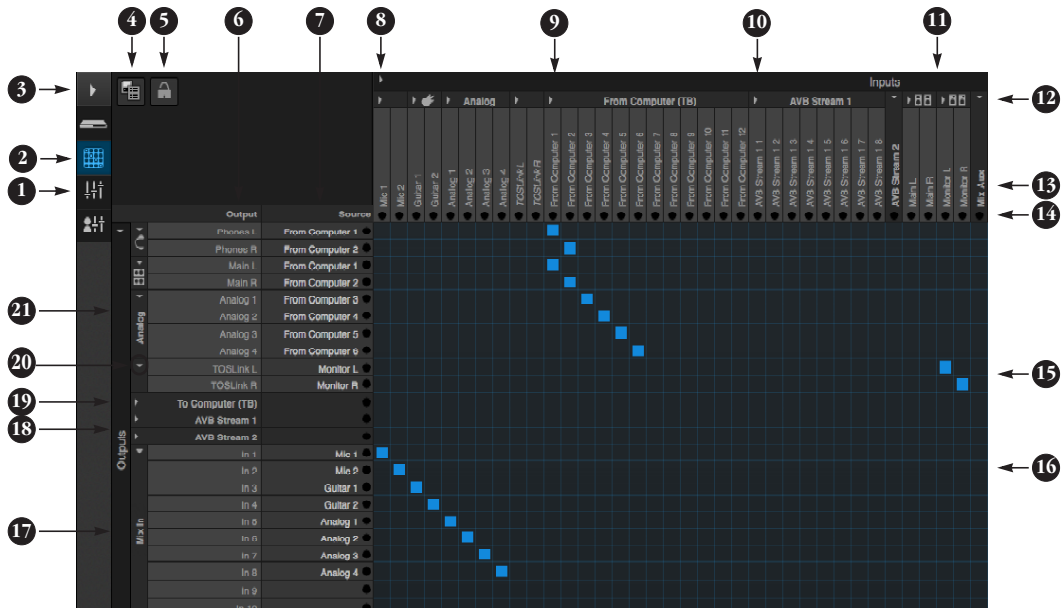 4 5 6 7 8 9 10 11
3
2
1
12
13
14
15
16
21
20
19
18
17
Inputs
Analog From Computer (TB) AVB Stream 1
Mic 1
Mic 2
Guitar 1
Guitar 2
Analog 1
Analog 2
Analog 3
Analog 4
TOSLink L
TOSLink R
From Computer 1
From Computer 2
From Computer 3
From Computer 4
From Computer 5
From Computer 6
From Computer 7
From Computer 8
From Computer 9
From Computer 10
From Computer 11
From Computer 12
AVB Stream 1 1
AVB Stream 1 2
AVB Stream 1 3
AVB Stream 1 4
AVB Stream 1 5
AVB Stream 1 6
AVB Stream 1 7
AVB Stream 1 8
AVB Stream 2
Main L
Main R
Monitor L
Monitor R
Mix Aux
Output Source
Phones L From Computer 1
Phones R From Computer 2
Main L From Computer 1
Main R From Computer 2
Analog 1 From Computer 3
Analog 2 From Computer 4
Analog 3 From Computer 5
Analog 4 From Computer 6
TOSLink L Monitor L
TOSLink R Monitor R
To Computer (TB)
AVB Stream 1
AVB Stream 2
In 1 Mic 1
In 2 Mic 2
In 3 Guitar 1
In 4 Guitar 2
In 5 Analog 1
In 6 Analog 2
In 7 Analog 3
In 8 Analog 4
In 9
In 10
Outputs
Analog
Mix In